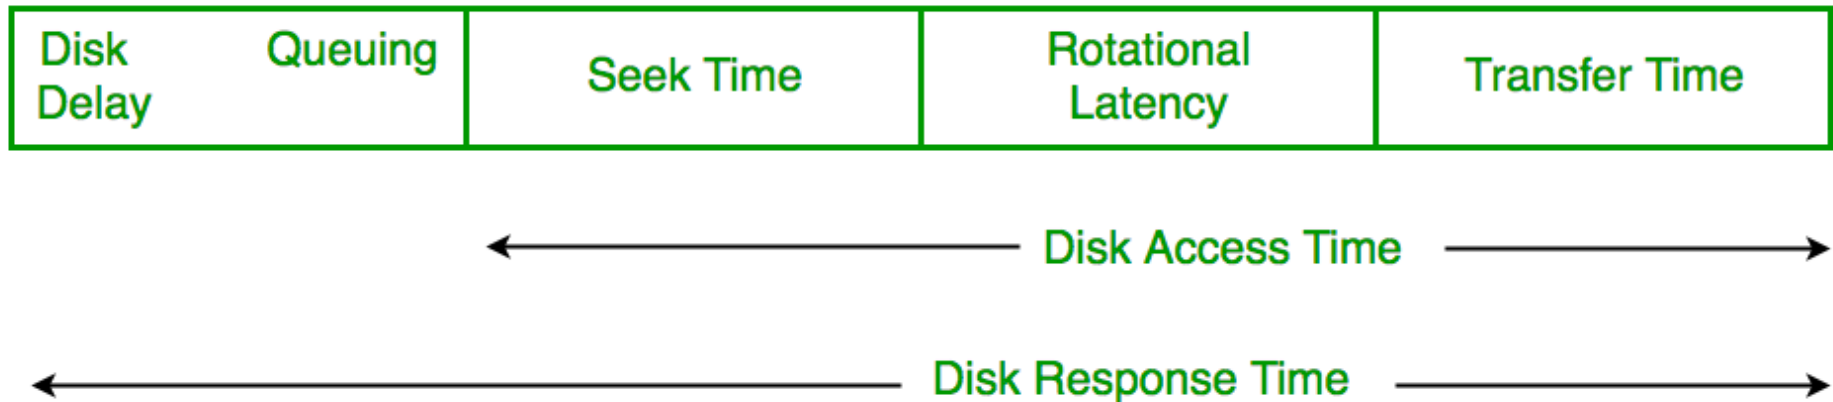 Disk Queuing
Delay
Seek Time
Rotational
Latency
Transfer Time
Disk Access Time
Disk Response Time